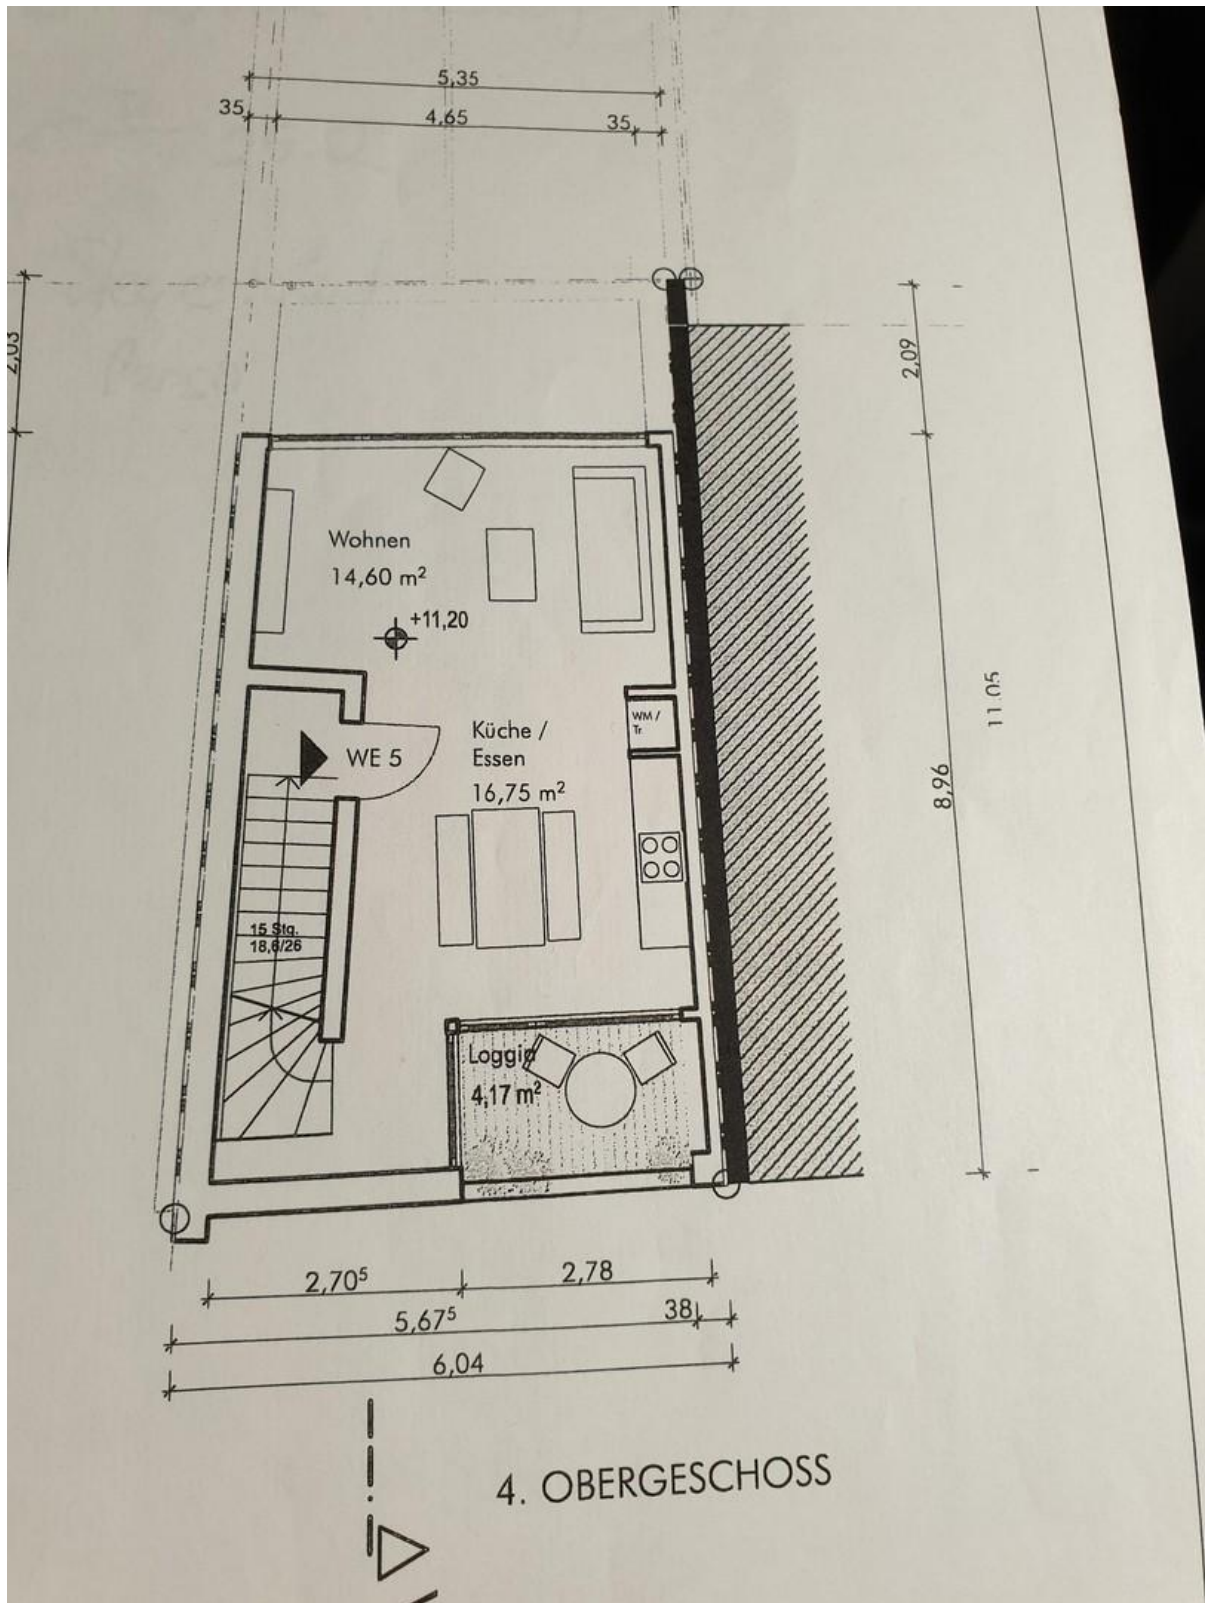 5,35
35
4,65
35
2,03
2,09
Wohnen
14,60 m²
+11,20
WM /
Tr
Küche /
Essen
16,75 m²
WE 5
11.05
8,96
15 Stg.
18,6/26
Loggia
4,17 m²
2,70⁵
2,78
5,67⁵
38
6,04
4. OBERGESCHOSS